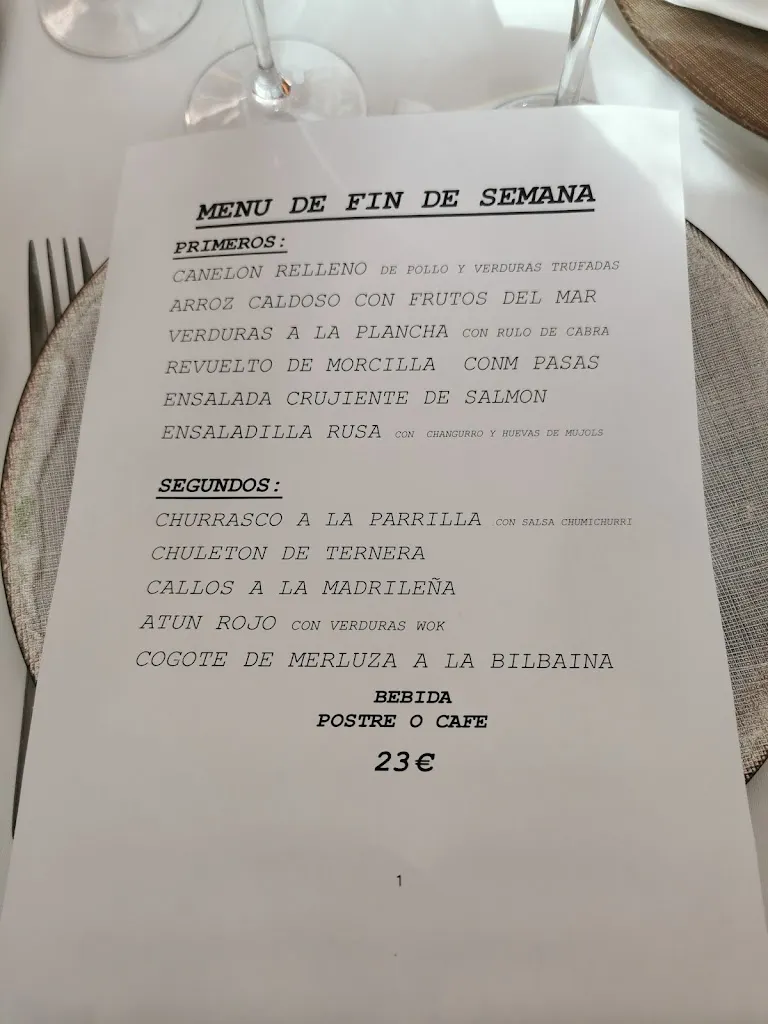 MENU DE FIN DE SEMANA
PRIMEROS:
CANELON RELLENO DE POLLO Y VERDURAS TRUFADAS
ARROZ CALDOSO CON FRUTOS DEL MAR
VERDURAS A LA PLANCHA CON RULO DE CABRA
REVUELTO DE MORCILLA CONM PASAS
ENSALADA CRUJIENTE DE SALMON
ENSALADILLA RUSA CON CHANGURRO Y HUEVAS DE MUJOLS
SEGUNDOS:
CHURRASCO A LA PARRILLA CON SALSA CHUMICHURRI
CHULETON DE TERNERA
CALLOS A LA MADRILEÑA
ATUN ROJO CON VERDURAS WOK
COGOTE DE MERLUZA A LA BILBAINA
BEBIDA
POSTRE O CAFE
23€
1